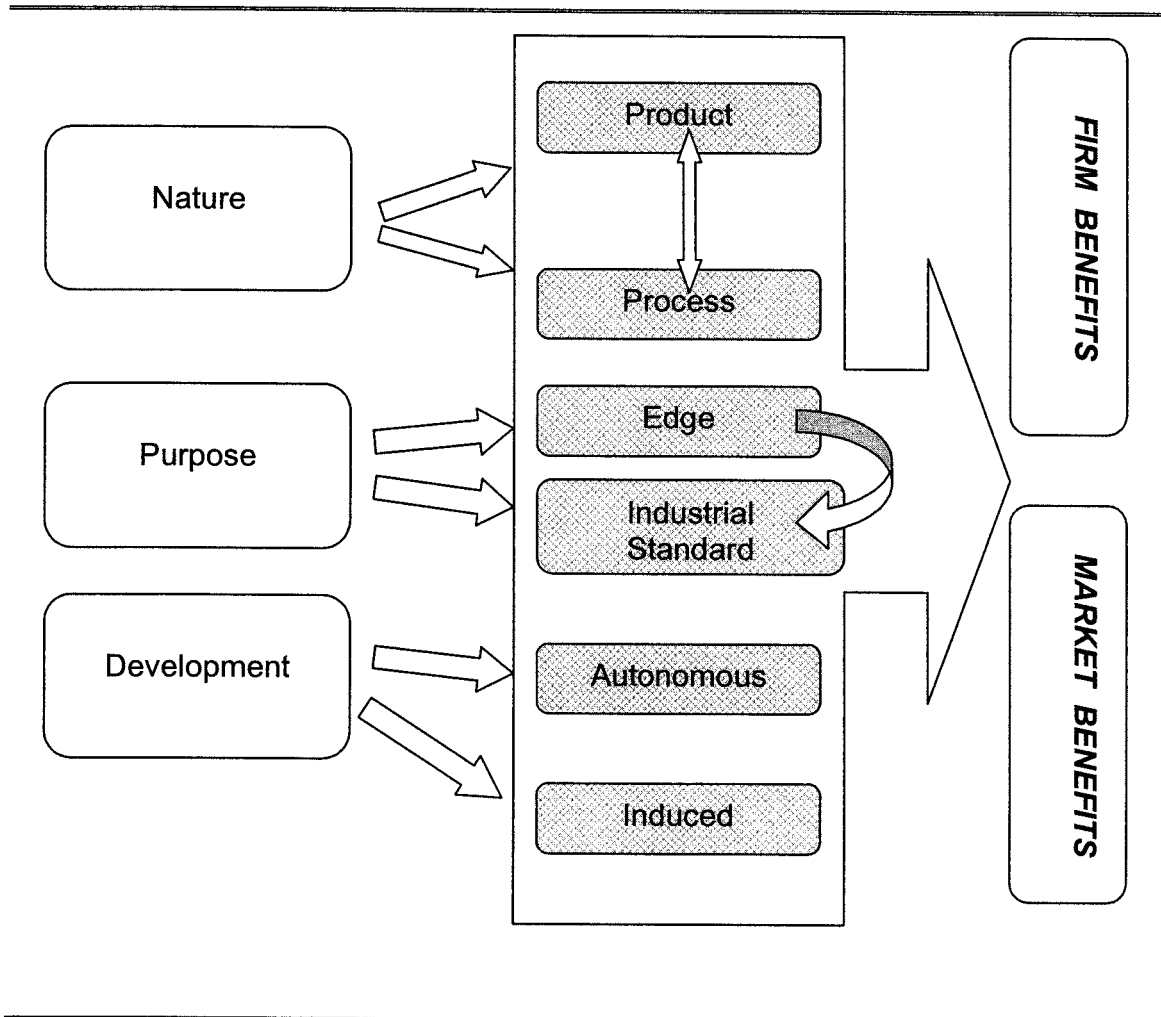 Nature
Purpose
Development
Product
Process
Edge
Industrial
Standard
Autonomous
Induced
FIRM BENEFITS
MARKET BENEFITS